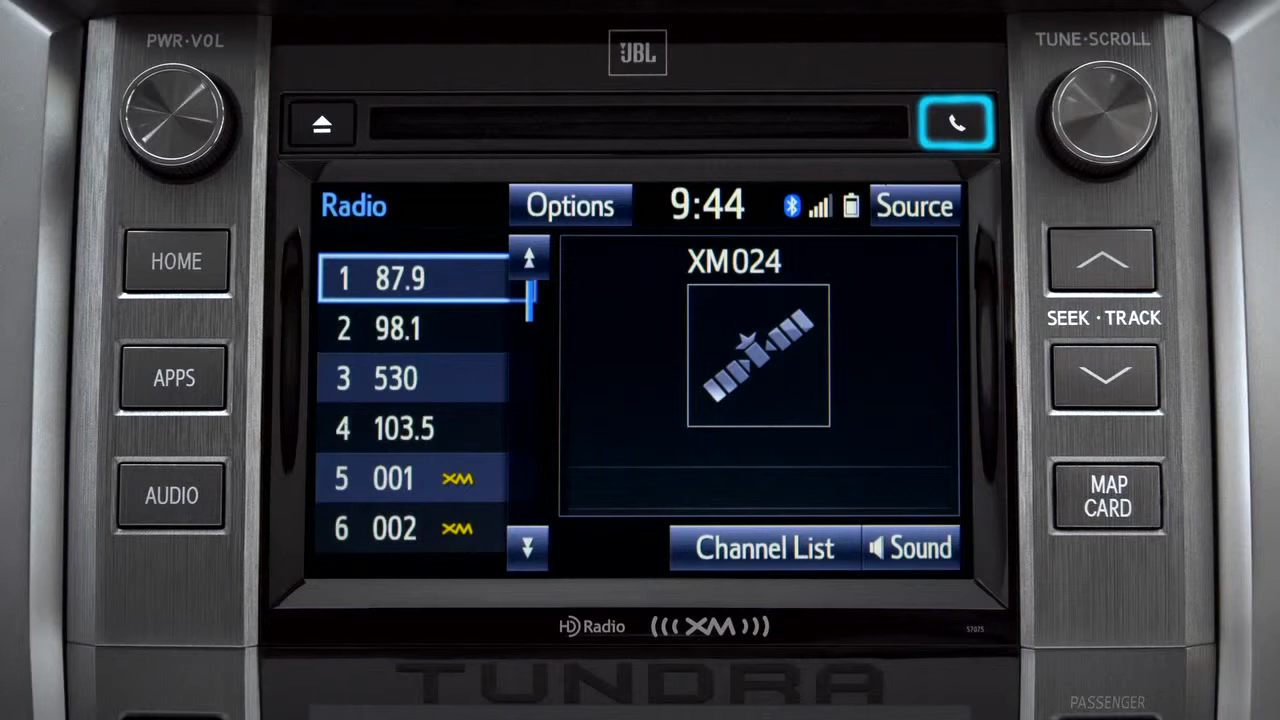 PWR·VOL
JBL
TUNE·SCROLL
Radio
Options
9:44
Source
1 87.9
2 98.1
3 530
4 103.5
5 001 XM
6 002 XM
XM024
Channel List
Sound
HOME
APPS
AUDIO
SEEK · TRACK
MAP
CARD
HD Radio
((( XM )))
57075
TUNDRA
PASSENGER